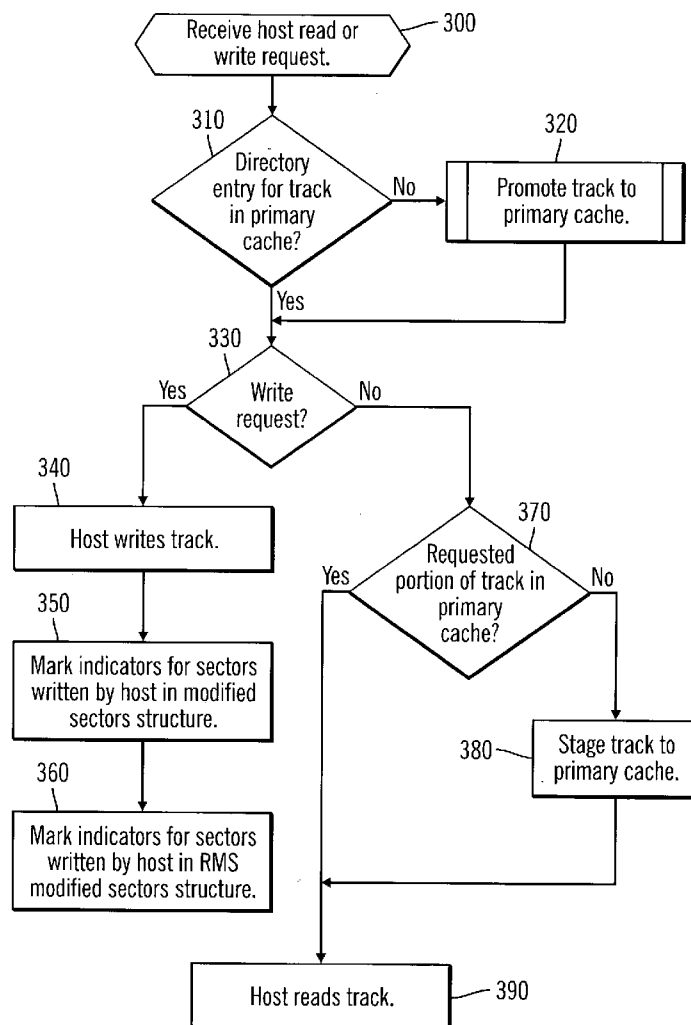 Receive host read or
write request.
300
310
Directory
entry for track
in primary
cache?
No
320
Promote track to
primary cache.
Yes
330
Yes
Write
request?
No
340
Host writes track.
370
Requested
portion of track in
primary
cache?
Yes
No
350
Mark indicators for sectors
written by host in modified
sectors structure.
380
Stage track to
primary cache.
360
Mark indicators for sectors
written by host in RMS
modified sectors structure.
Host reads track.
390